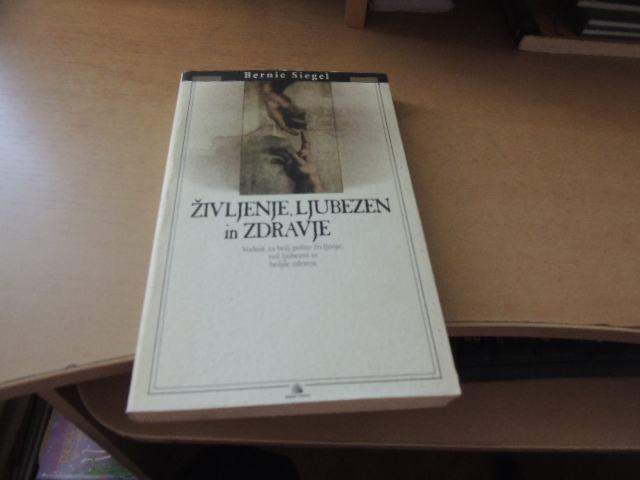 Bernie Siegel
ŽIVLJENJE, LJUBEZEN
in ZDRAVJE
Vodnik za bolj polno življenje,
več ljubezni in
boljše zdravje